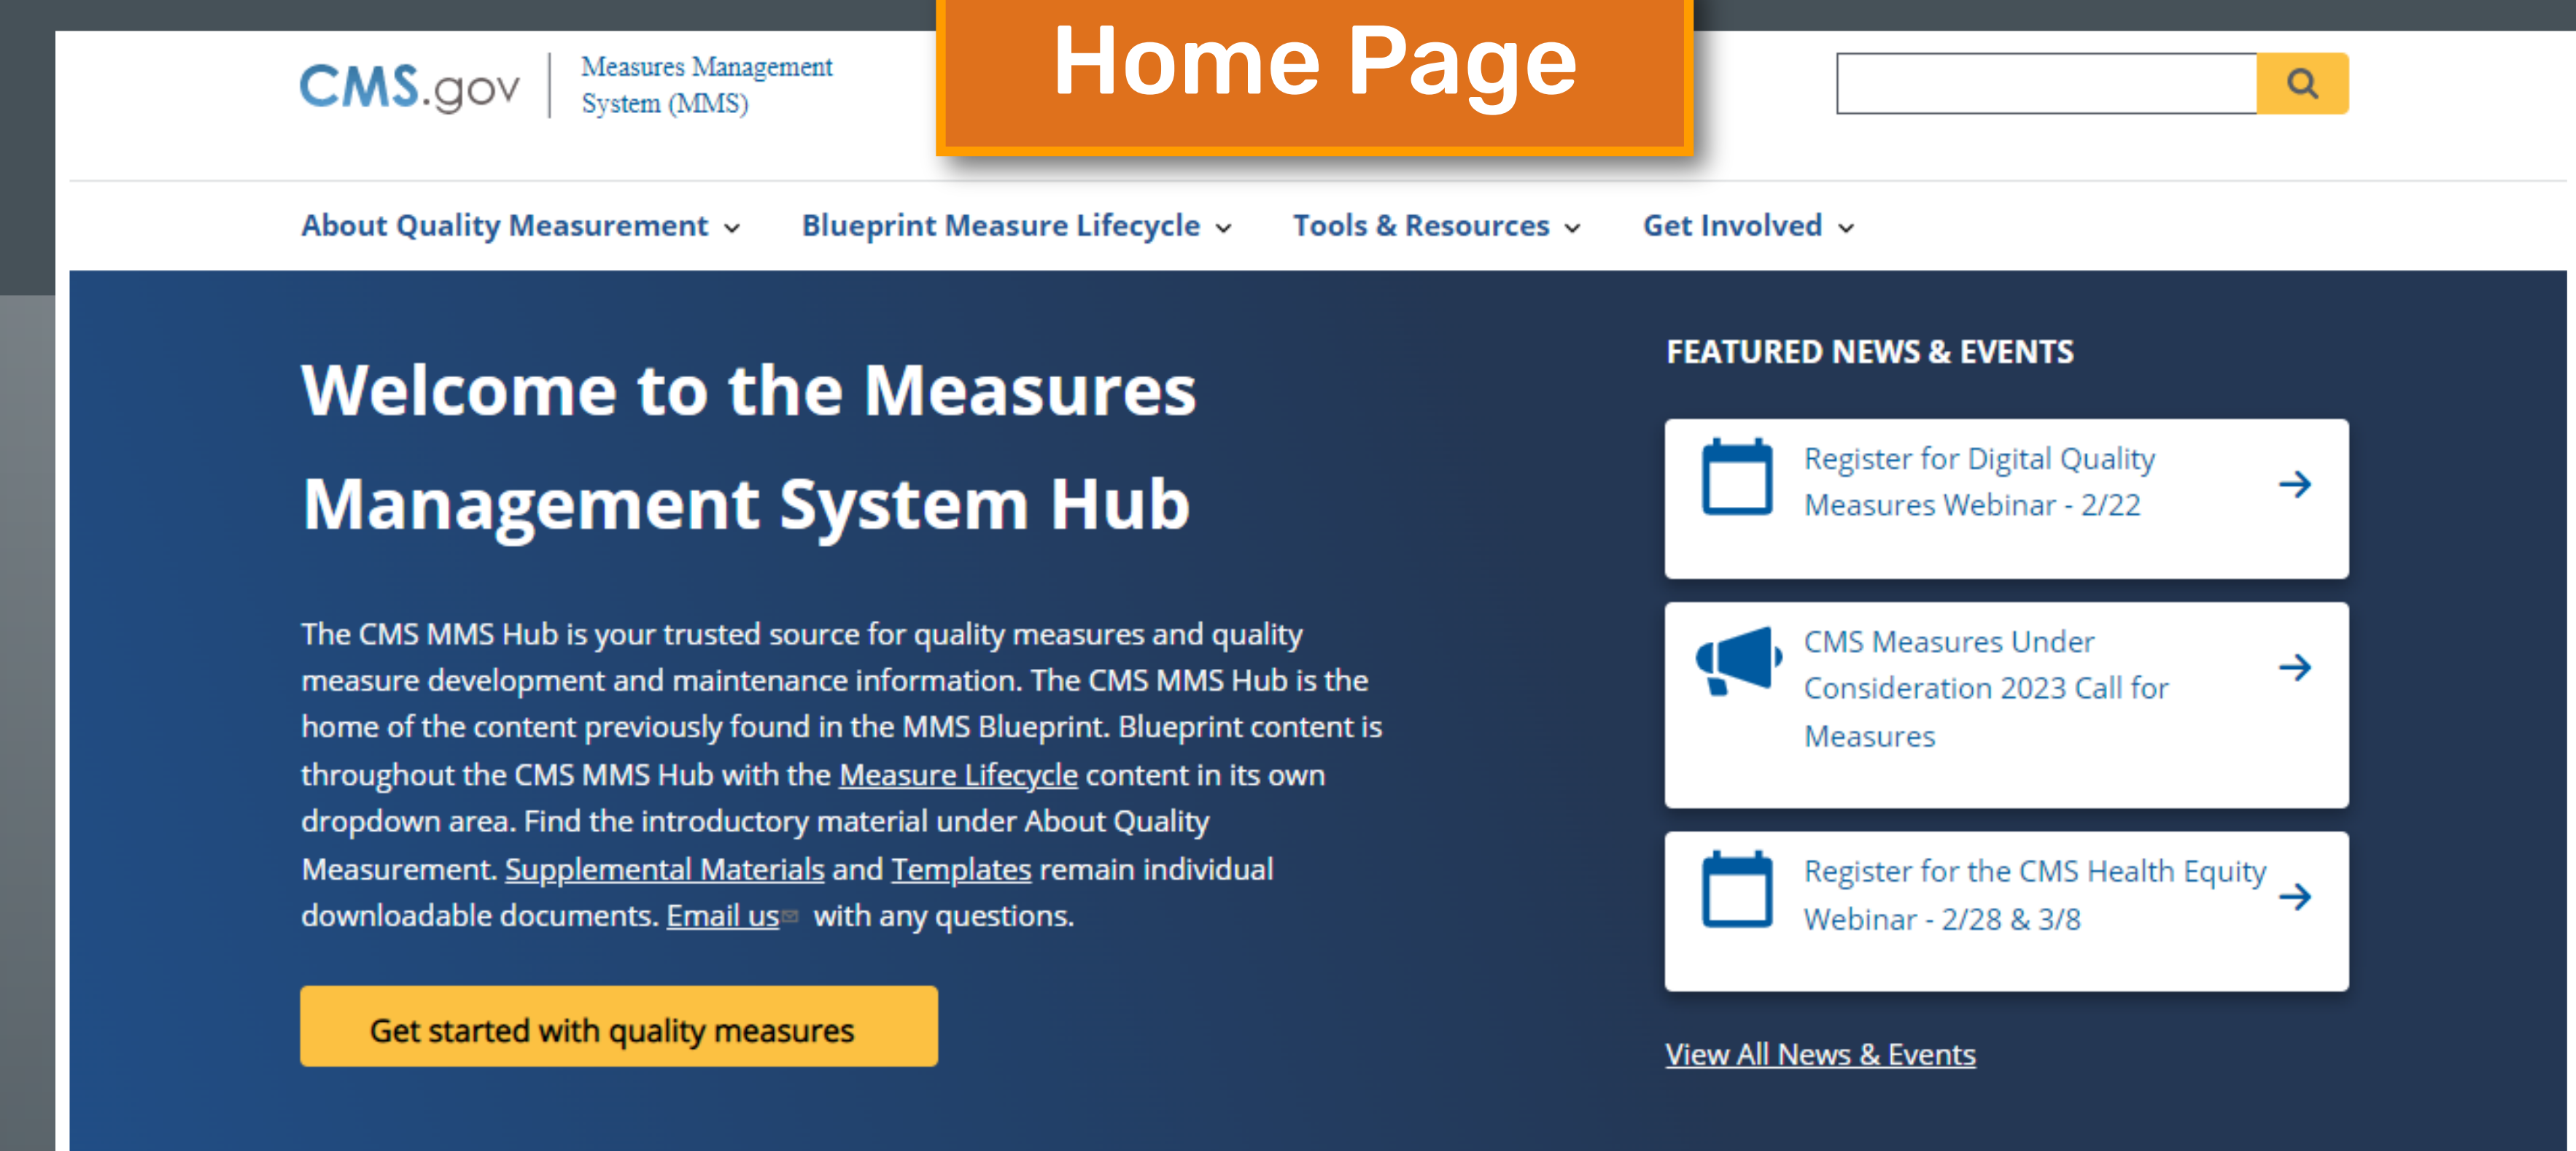 Home Page
CMS.gov
Measures Management
System (MMS)
About Quality Measurement
Blueprint Measure Lifecycle
Tools & Resources
Get Involved
Welcome to the Measures
Management System Hub
The CMS MMS Hub is your trusted source for quality measures and quality
measure development and maintenance information. The CMS MMS Hub is the
home of the content previously found in the MMS Blueprint. Blueprint content is
throughout the CMS MMS Hub with the Measure Lifecycle content in its own
dropdown area. Find the introductory material under About Quality
Measurement. Supplemental Materials and Templates remain individual
downloadable documents. Email us with any questions.
Get started with quality measures
FEATURED NEWS & EVENTS
Register for Digital Quality
Measures Webinar - 2/22
CMS Measures Under
Consideration 2023 Call for
Measures
Register for the CMS Health Equity
Webinar - 2/28 & 3/8
View All News & Events